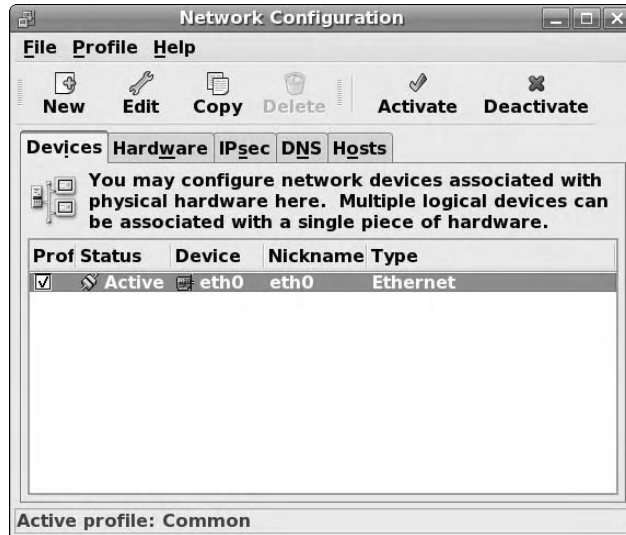 Network Configuration
File Profile Help
New Edit Copy Delete Activate Deactivate
Devices Hardware IPsec DNS Hosts
You may configure network devices associated with
physical hardware here. Multiple logical devices can
be associated with a single piece of hardware.
Prof Status Device Nickname Type
Active eth0 eth0 Ethernet
Active profile: Common